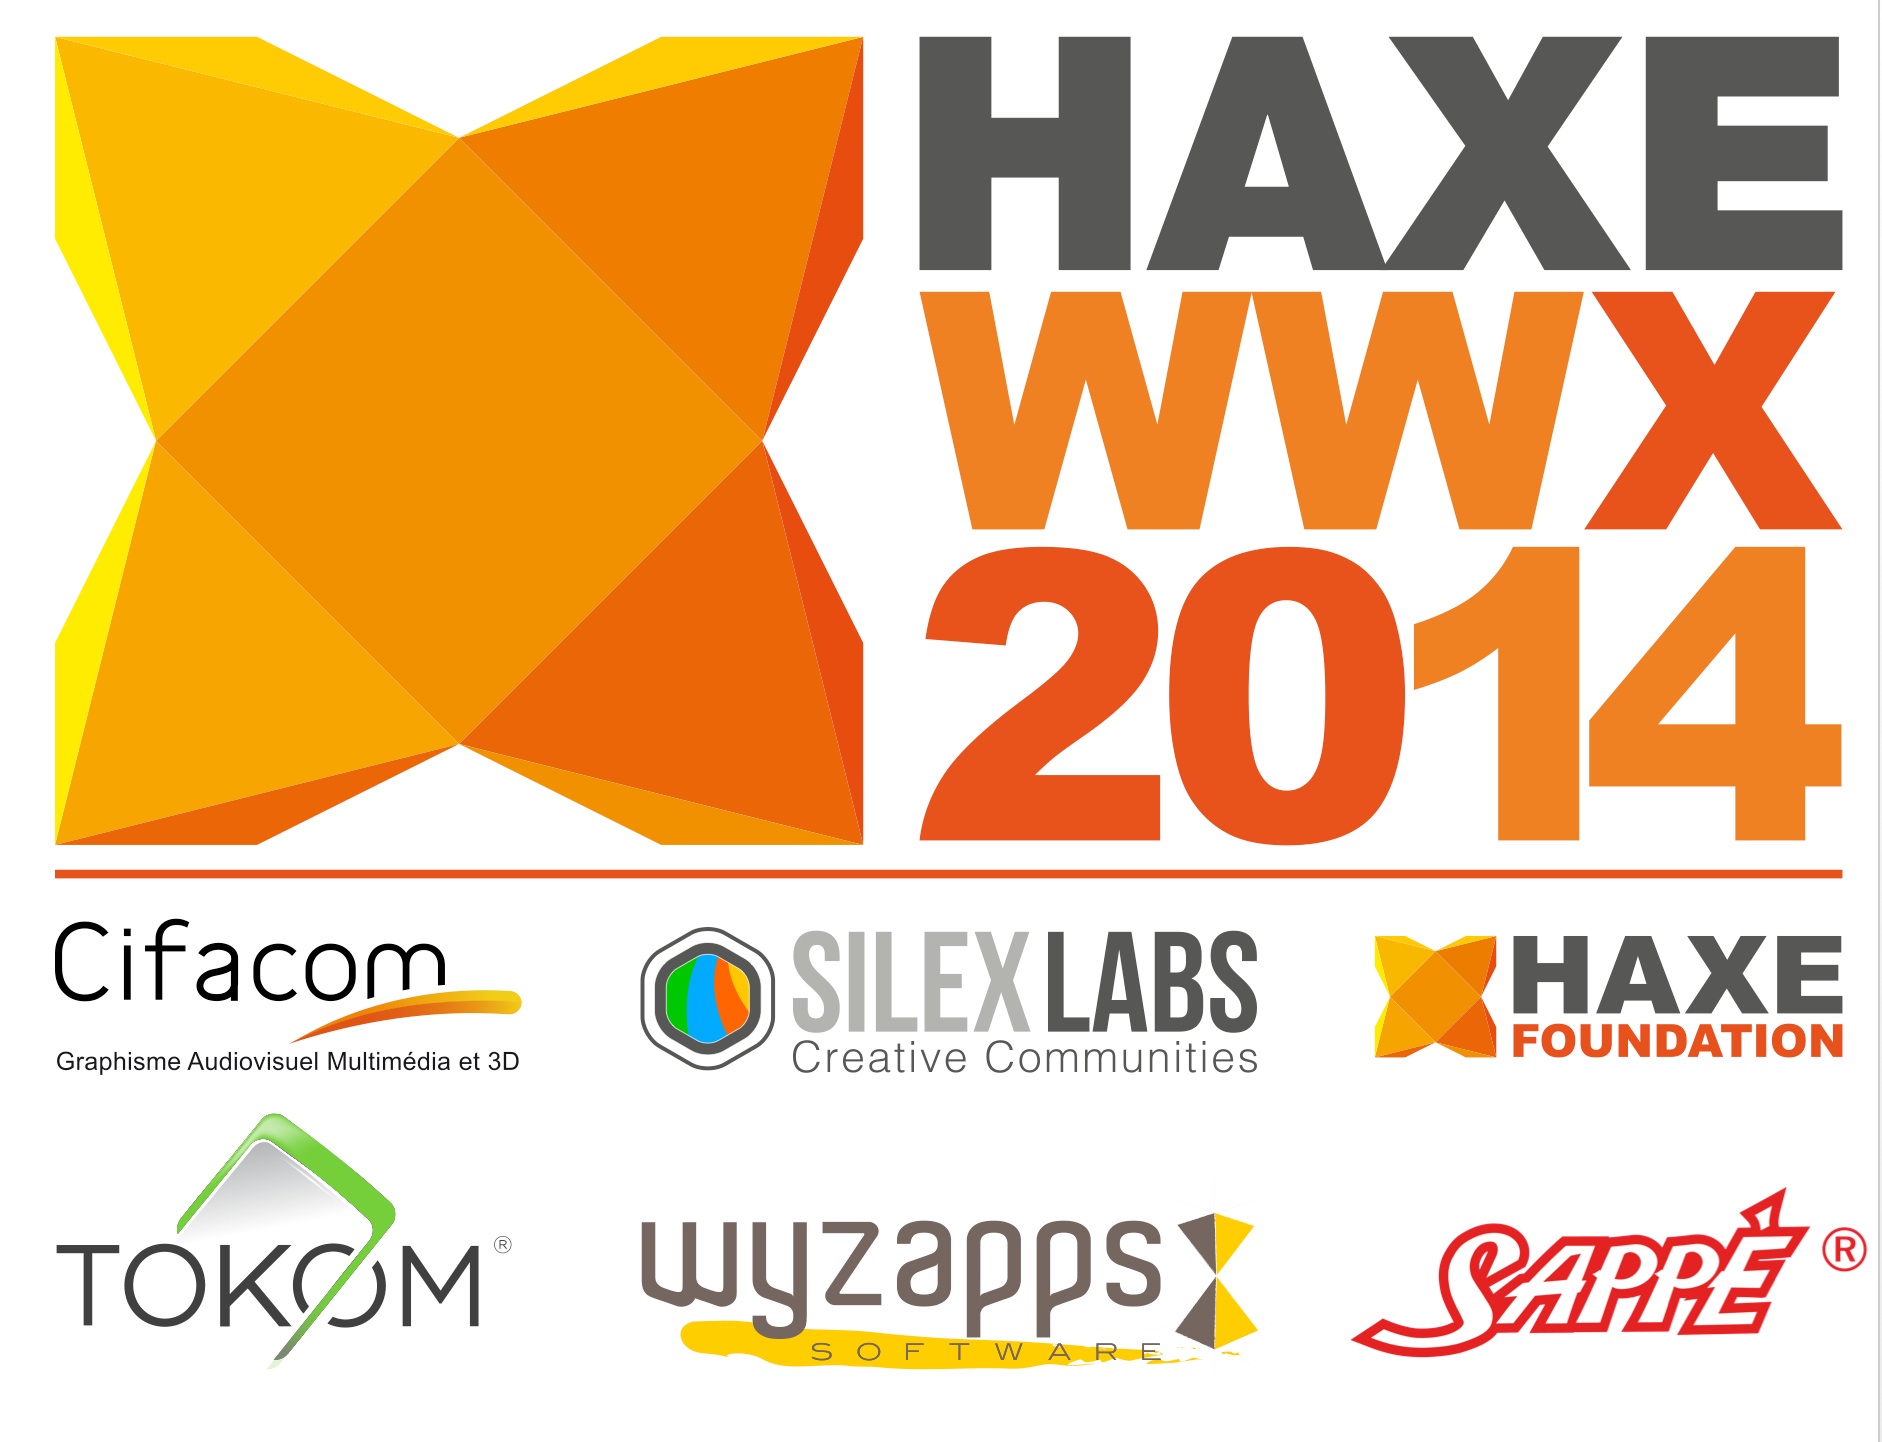 HAXE
WWX
2014
Cifacom
Graphisme Audiovisuel Multimédia et 3D
SILEX LABS
Creative Communities
HAXE
FOUNDATION
TOKOM®
wyzapps
SOFTWARE
SAPPÉ®